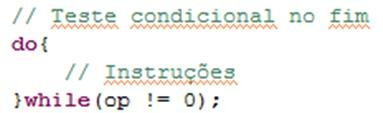 // Teste condicional no fim
do{
// Instruções
}while(op != 0);